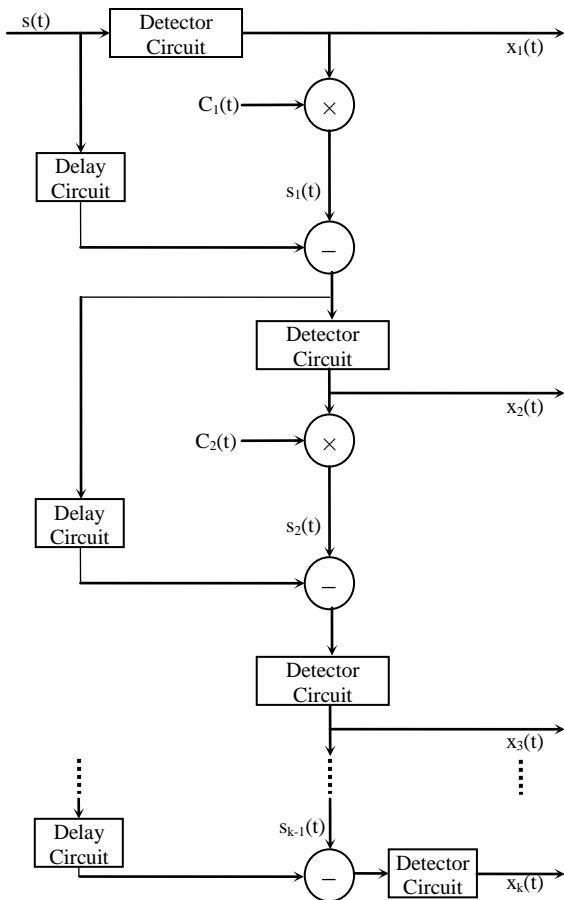 s(t)
Detector
Circuit
x₁(t)
C₁(t)
×
Delay
Circuit
s₁(t)
–
Detector
Circuit
x₂(t)
C₂(t)
×
Delay
Circuit
s₂(t)
–
Detector
Circuit
x₃(t)
sₖ₋₁(t)
Delay
Circuit
–
Detector
Circuit
xₖ(t)